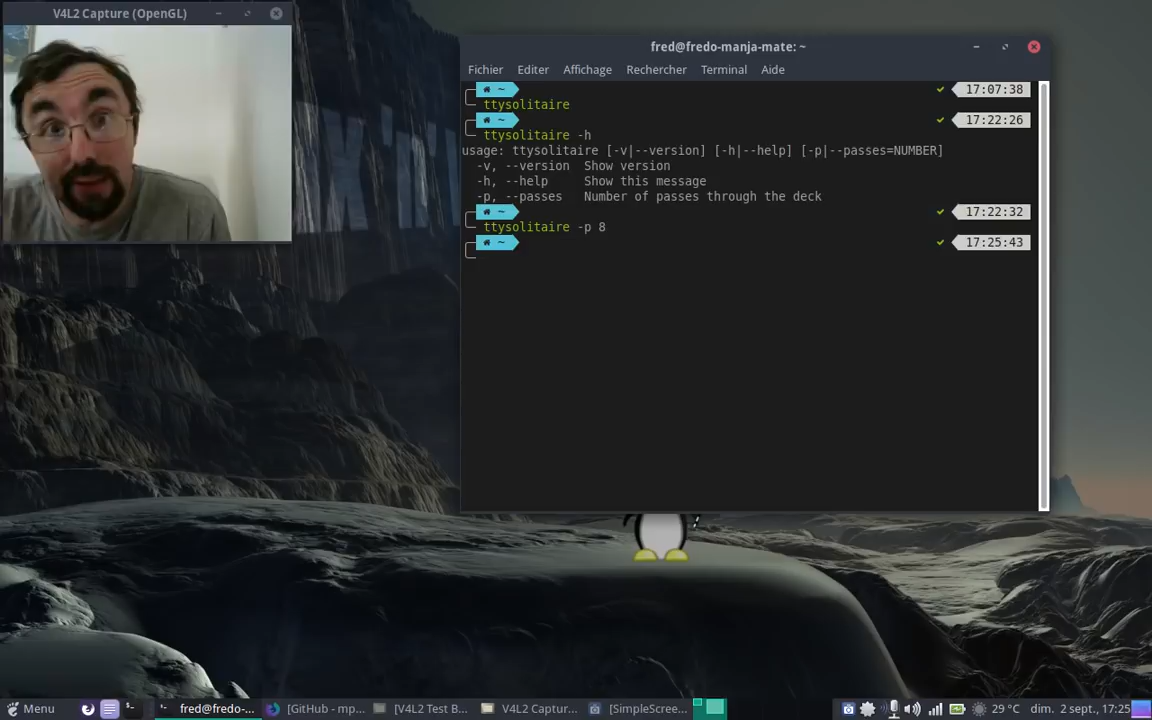 V4L2 Capture (OpenGL)
fred@fredo-manja-mate: ~
Fichier Editer Affichage Rechercher Terminal Aide
~ ✔ 17:07:38
ttysolitaire
~ ✔ 17:22:26
ttysolitaire -h
usage: ttysolitaire [-v|--version] [-h|--help] [-p|--passes=NUMBER]
-v, --version Show version
-h, --help Show this message
-p, --passes Number of passes through the deck
~ ✔ 17:22:32
ttysolitaire -p 8
~ ✔ 17:25:43
Menu fred@fredo-... [GitHub - mp... [V4L2 Test B... V4L2 Captur... [SimpleScree... 29 °C dim. 2 sept., 17:25